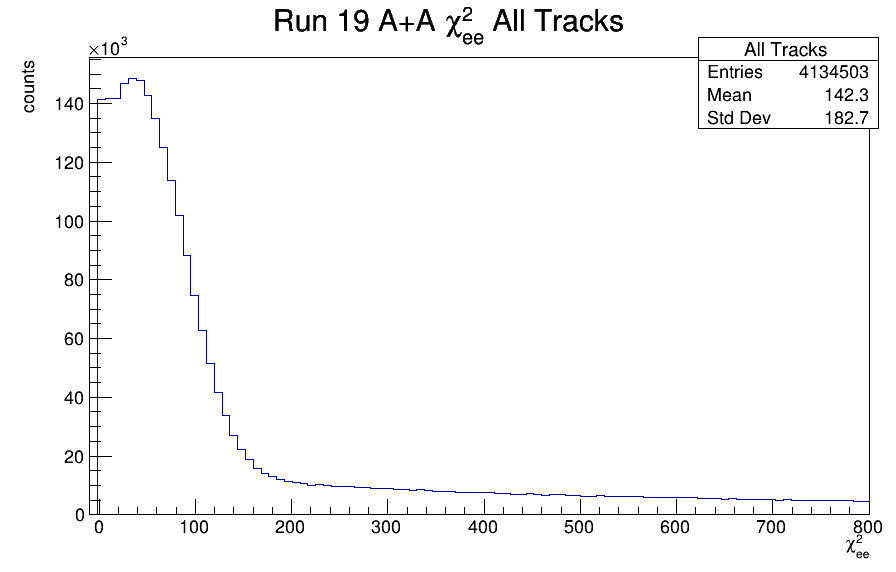 Run 19 A+A χ²ee All Tracks
×10³
counts
All Tracks
Entries 4134503
Mean 142.3
Std Dev 182.7
140
120
100
80
60
40
20
0
0 100 200 300 400 500 600 700 800
χ²ee